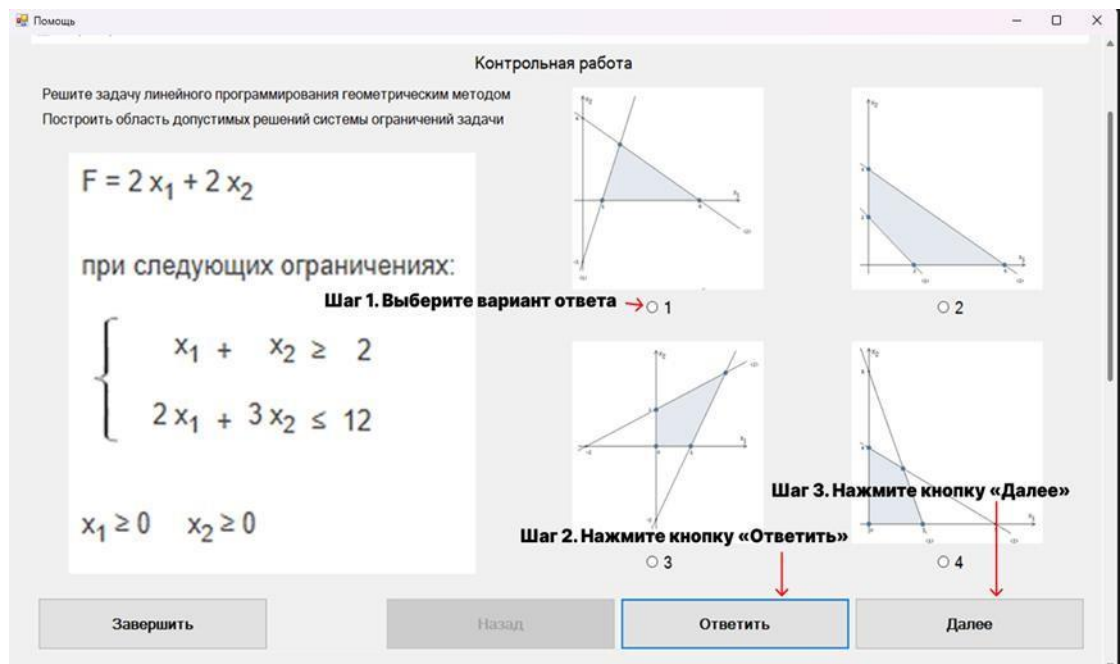 Помощь
Контрольная работа
Решите задачу линейного программирования геометрическим методом
Построить область допустимых решений системы ограничений задачи
F = 2 x₁ + 2 x₂
при следующих ограничениях:
x₁ + x₂ ≥ 2
2 x₁ + 3 x₂ ≤ 12
x₁ ≥ 0 x₂ ≥ 0
Шаг 1. Выберите вариант ответа
1
2
Шаг 3. Нажмите кнопку «Далее»
Шаг 2. Нажмите кнопку «Ответить»
3
4
Завершить
Назад
Ответить
Далее